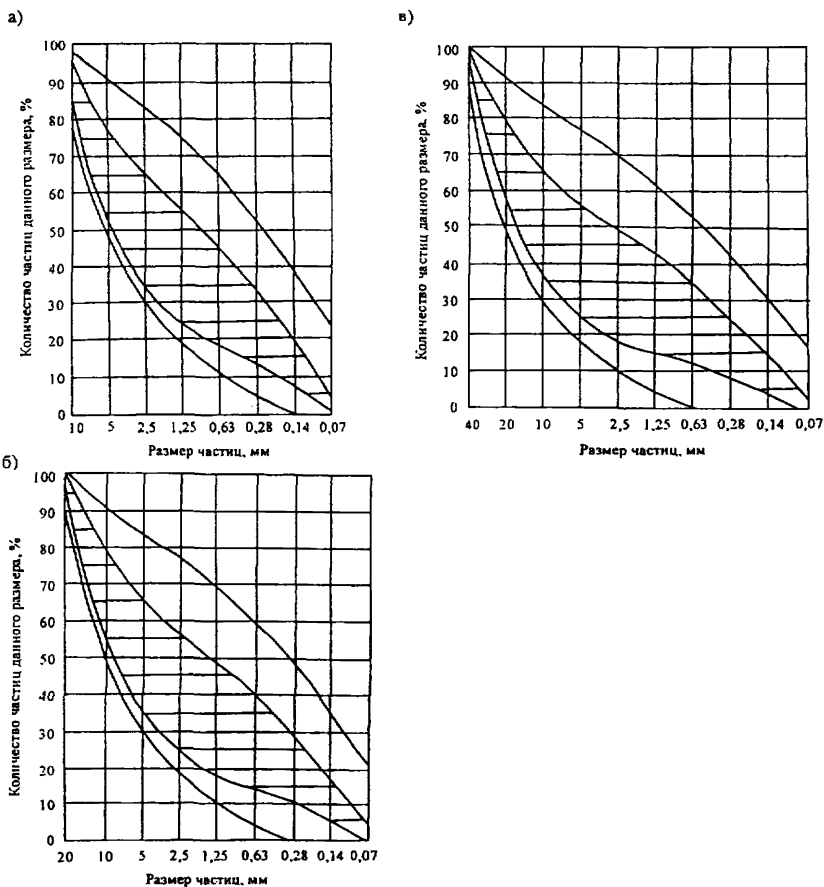 а)
Количество частиц данного размера, %
100
90
80
70
60
50
40
30
20
10
0
10 5 2,5 1,25 0,63 0,28 0,14 0,07
Размер частиц, мм
в)
Количество частиц данного размера, %
100
90
80
70
60
50
40
30
20
10
0
40 20 10 5 2,5 1,25 0,63 0,28 0,14 0,07
Размер частиц, мм
б)
Количество частиц данного размера, %
100
90
80
70
60
50
40
30
20
10
0
20 10 5 2,5 1,25 0,63 0,28 0,14 0,07
Размер частиц, мм